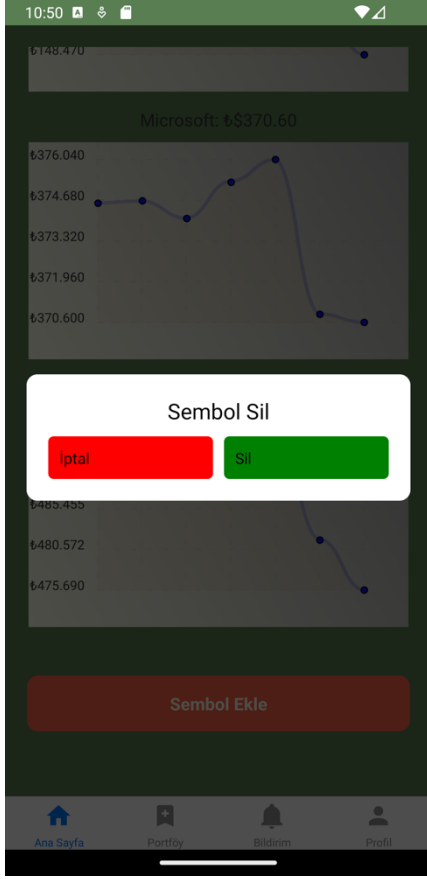 10:50
₺148.470
Microsoft: ₺$370.60
₺376.040
₺374.680
₺373.320
₺371.960
₺370.600
Sembol Sil
İptal
Sil
₺485.455
₺480.572
₺475.690
Sembol Ekle
Ana Sayfa
Portföy
Bildirim
Profil